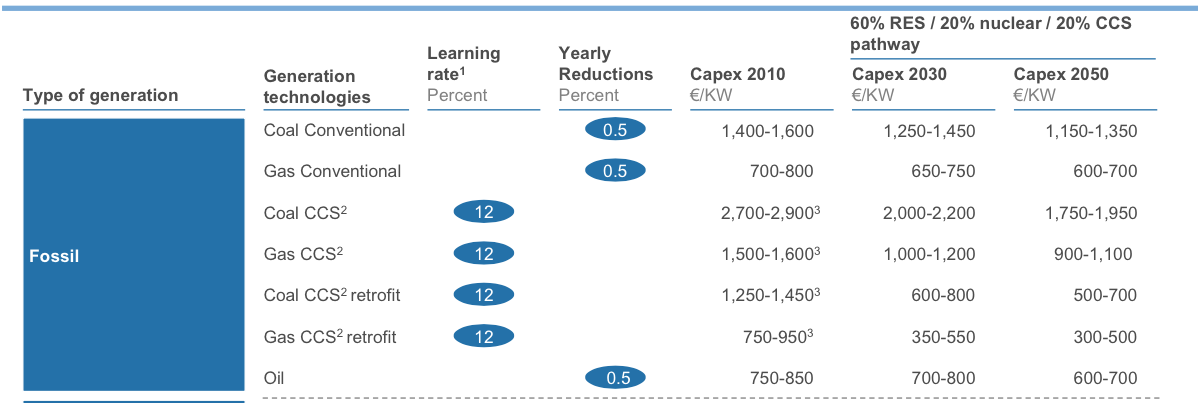 60% RES / 20% nuclear / 20% CCS
pathway
Type of generation
Generation
technologies
Learning
rate¹
Percent
Yearly
Reductions
Percent
Capex 2010
€/KW
Capex 2030
€/KW
Capex 2050
€/KW
Fossil
Coal Conventional 0.5 1,400-1,600 1,250-1,450 1,150-1,350
Gas Conventional 0.5 700-800 650-750 600-700
Coal CCS² 12 2,700-2,900³ 2,000-2,200 1,750-1,950
Gas CCS² 12 1,500-1,600³ 1,000-1,200 900-1,100
Coal CCS² retrofit 12 1,250-1,450³ 600-800 500-700
Gas CCS² retrofit 12 750-950³ 350-550 300-500
Oil 0.5 750-850 700-800 600-700